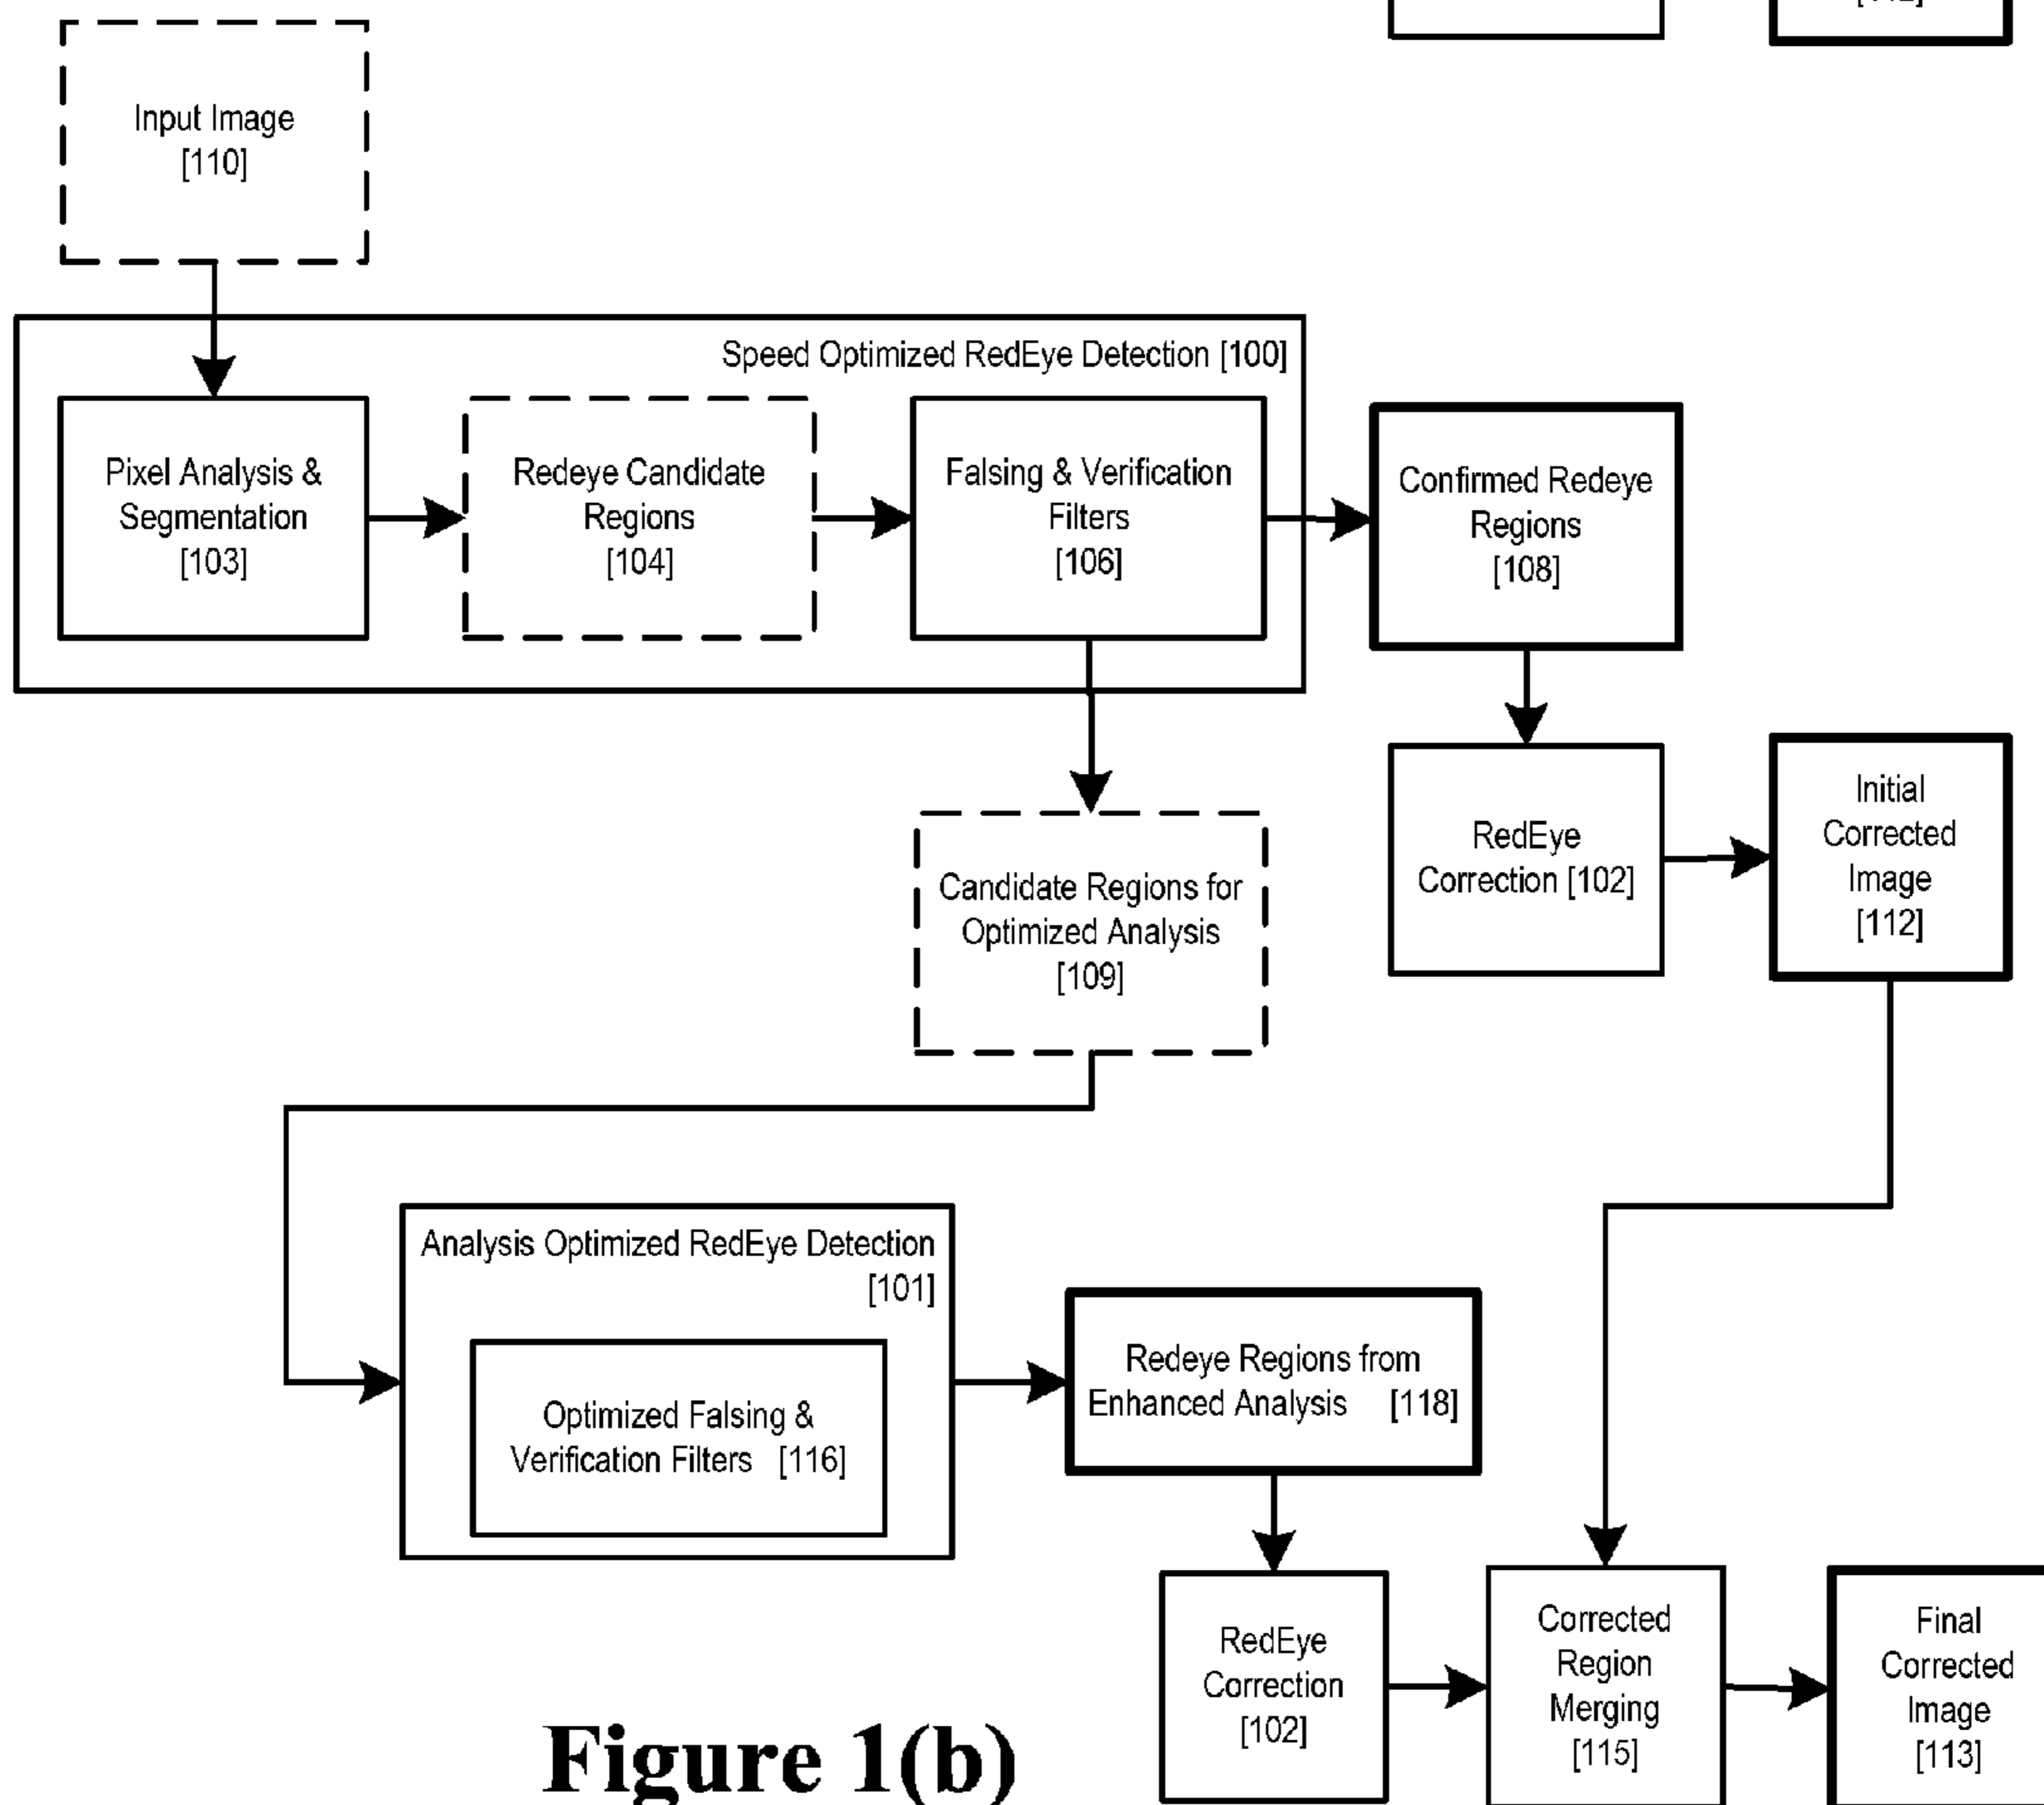 Input Image
[110]
Speed Optimized RedEye Detection [100]
Pixel Analysis &
Segmentation
[103]
Redeye Candidate
Regions
[104]
Falsing & Verification
Filters
[106]
Confirmed Redeye
Regions
[108]
RedEye
Correction [102]
Initial
Corrected
Image
[112]
Candidate Regions for
Optimized Analysis
[109]
Analysis Optimized RedEye Detection
[101]
Optimized Falsing &
Verification Filters [116]
Redeye Regions from
Enhanced Analysis [118]
RedEye
Correction
[102]
Corrected
Region
Merging
[115]
Final
Corrected
Image
[113]
Figure 1(b)